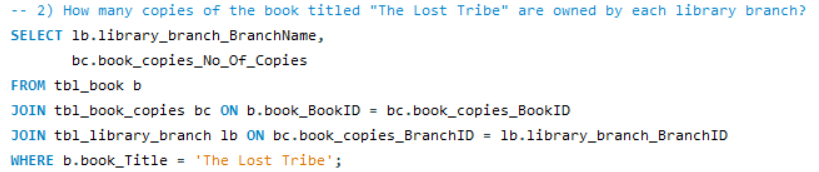 -- 2) How many copies of the book titled "The Lost Tribe" are owned by each library branch?
SELECT lb.library_branch_BranchName,
       bc.book_copies_No_Of_Copies
FROM tbl_book b
JOIN tbl_book_copies bc ON b.book_BookID = bc.book_copies_BookID
JOIN tbl_library_branch lb ON bc.book_copies_BranchID = lb.library_branch_BranchID
WHERE b.book_Title = 'The Lost Tribe';